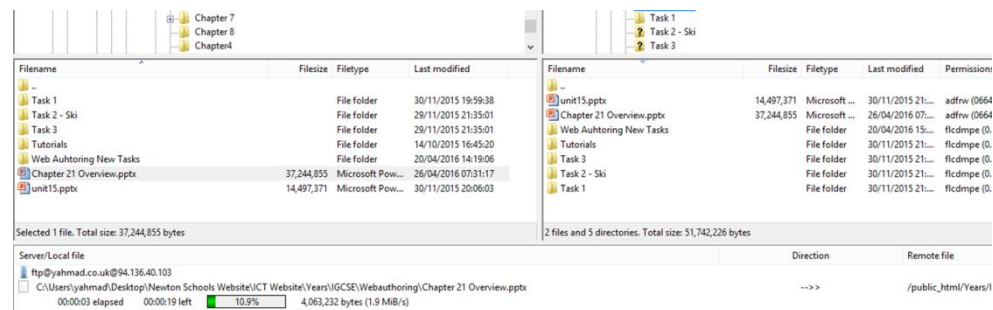 Chapter 7
Chapter 8
Chapter4
Task 1
Task 2 - Ski
Task 3
Filename Filesize Filetype Last modified
..
Task 1 File folder 30/11/2015 19:59:38
Task 2 - Ski File folder 29/11/2015 21:35:01
Task 3 File folder 29/11/2015 21:35:01
Tutorials File folder 14/10/2015 16:45:20
Web Auhtoring New Tasks File folder 20/04/2016 14:19:06
Chapter 21 Overview.pptx 37,244,855 Microsoft Pow... 26/04/2016 07:31:17
unit15.pptx 14,497,371 Microsoft Pow... 30/11/2015 20:06:03
Selected 1 file. Total size: 37,244,855 bytes
Filename Filesize Filetype Last modified Permissions
..
unit15.pptx 14,497,371 Microsoft ... 30/11/2015 21:... adfrw (0664
Chapter 21 Overview.pptx 37,244,855 Microsoft ... 26/04/2016 07:... adfrw (0664
Web Auhtoring New Tasks File folder 20/04/2016 15:... flcdmpe (0.
Tutorials File folder 30/11/2015 21:... flcdmpe (0.
Task 3 File folder 30/11/2015 21:... flcdmpe (0.
Task 2 - Ski File folder 30/11/2015 21:... flcdmpe (0.
Task 1 File folder 30/11/2015 21:... flcdmpe (0.
2 files and 5 directories. Total size: 51,742,226 bytes
Server/Local file Direction Remote file
ftp@yahmad.co.uk@94.136.40.103
C:\Users\yahmad\Desktop\Newton Schools Website\ICT Website\Years\IGCSE\Webauthoring\Chapter 21 Overview.pptx -->> /public_html/Years/I
00:00:03 elapsed 00:00:19 left 10.9% 4,063,232 bytes (1.9 MiB/s)